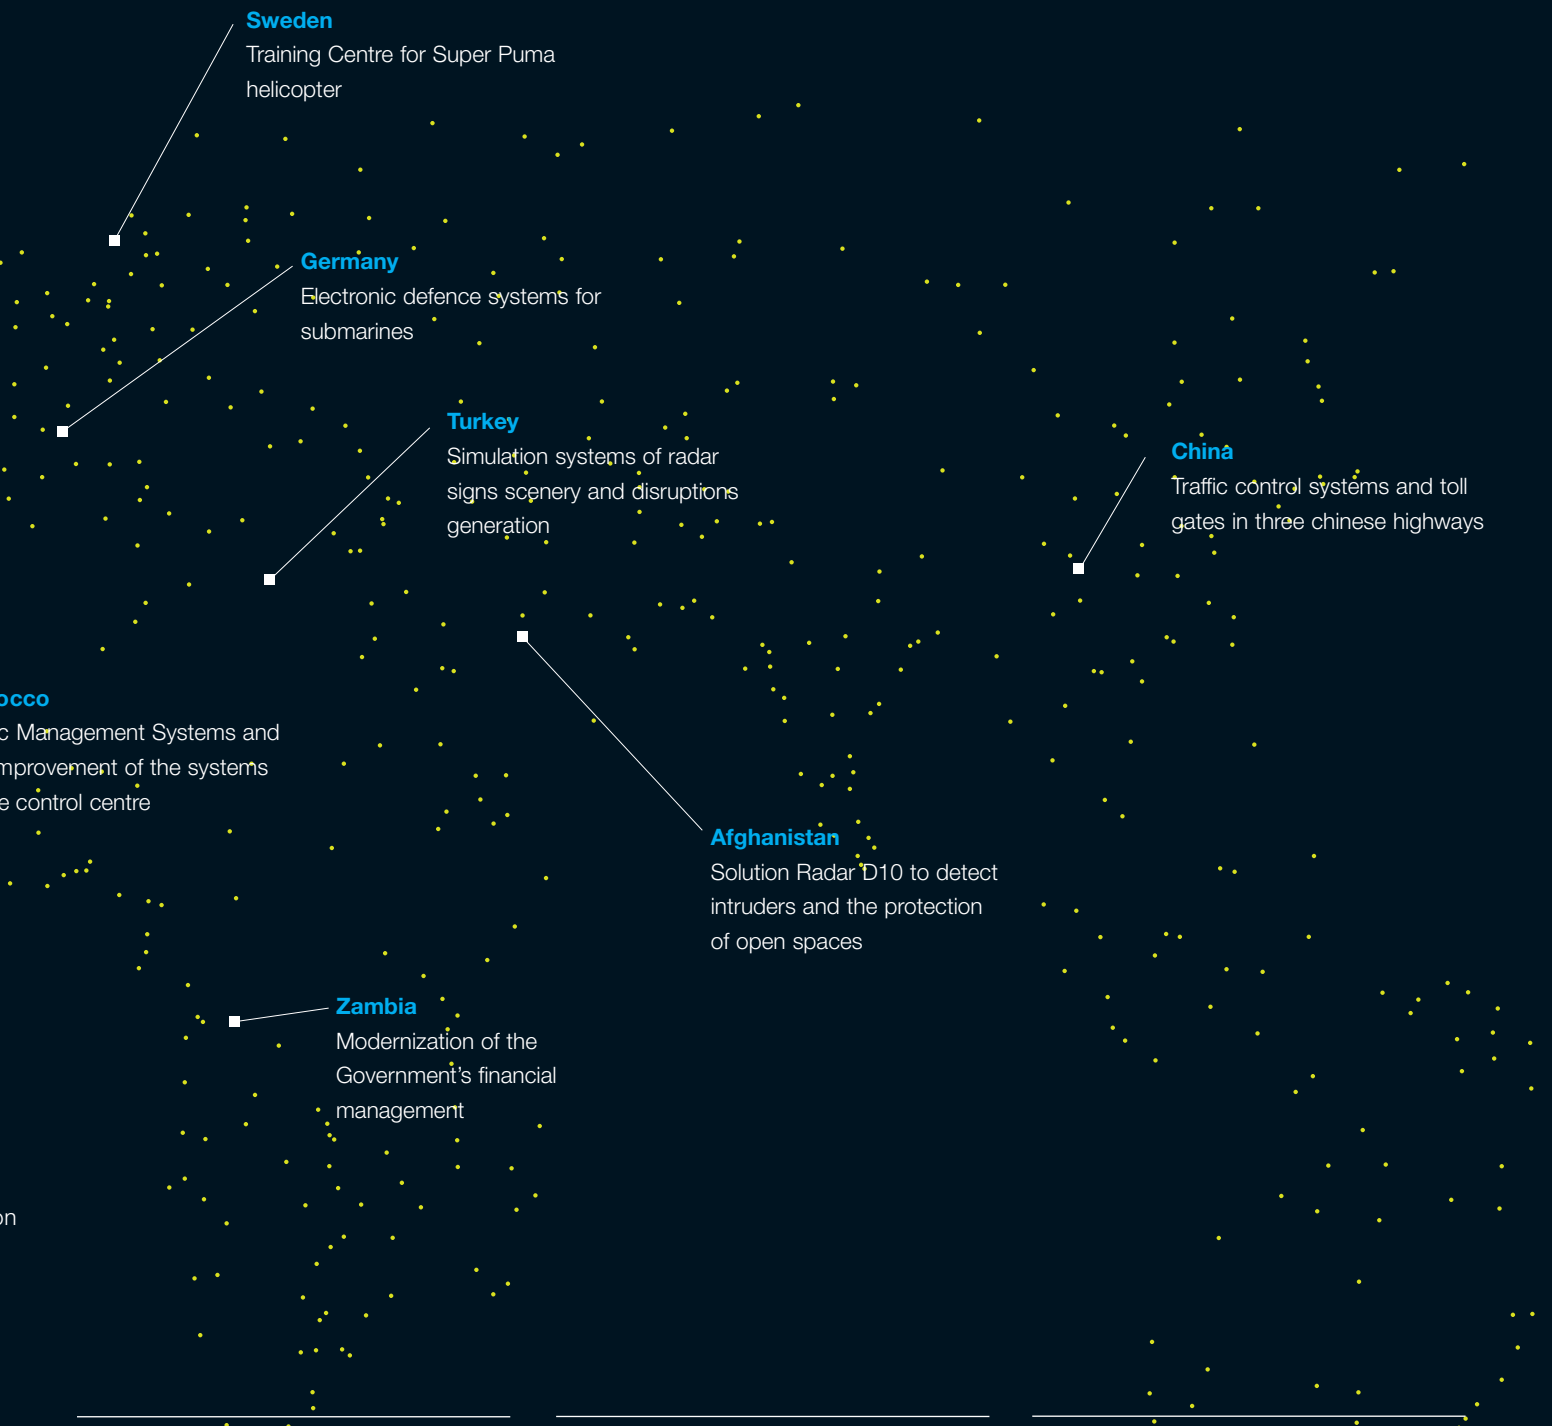 Sweden
Training Centre for Super Puma
helicopter
Germany
Electronic defence systems for
submarines
Turkey
Simulation systems of radar
signs scenery and disruptions
generation
China
Traffic control systems and toll
gates in three chinese highways
occo
c Management Systems and
mprovement of the systems
e control centre
Afghanistan
Solution Radar D10 to detect
intruders and the protection
of open spaces
Zambia
Modernization of the
Government’s financial
management
on